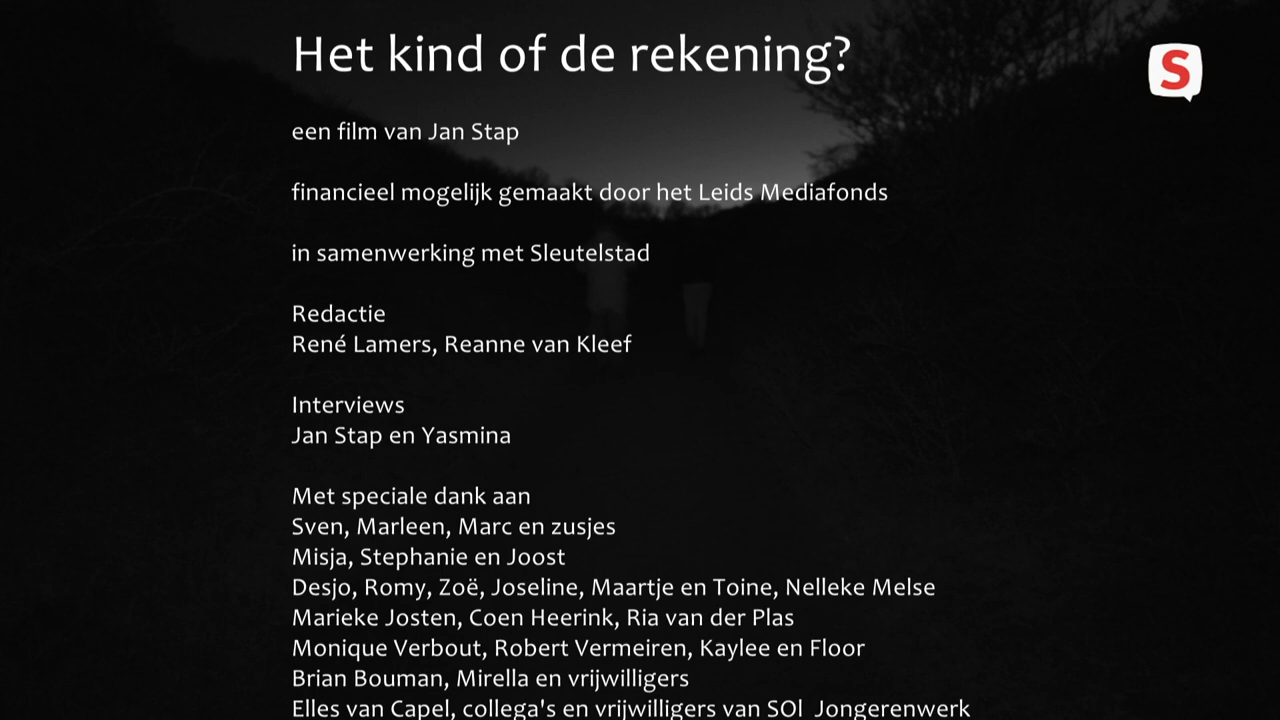 Het kind of de rekening?
S
een film van Jan Stap
financieel mogelijk gemaakt door het Leids Mediafonds
in samenwerking met Sleutelstad
Redactie
René Lamers, Reanne van Kleef
Interviews
Jan Stap en Yasmina
Met speciale dank aan
Sven, Marleen, Marc en zusjes
Misja, Stephanie en Joost
Desjo, Romy, Zoë, Joseline, Maartje en Toine, Nelleke Melse
Marieke Josten, Coen Heerink, Ria van der Plas
Monique Verbout, Robert Vermeiren, Kaylee en Floor
Brian Bouman, Mirella en vrijwilligers
Elles van Capel, collega's en vrijwilligers van SOl Jongerenwerk